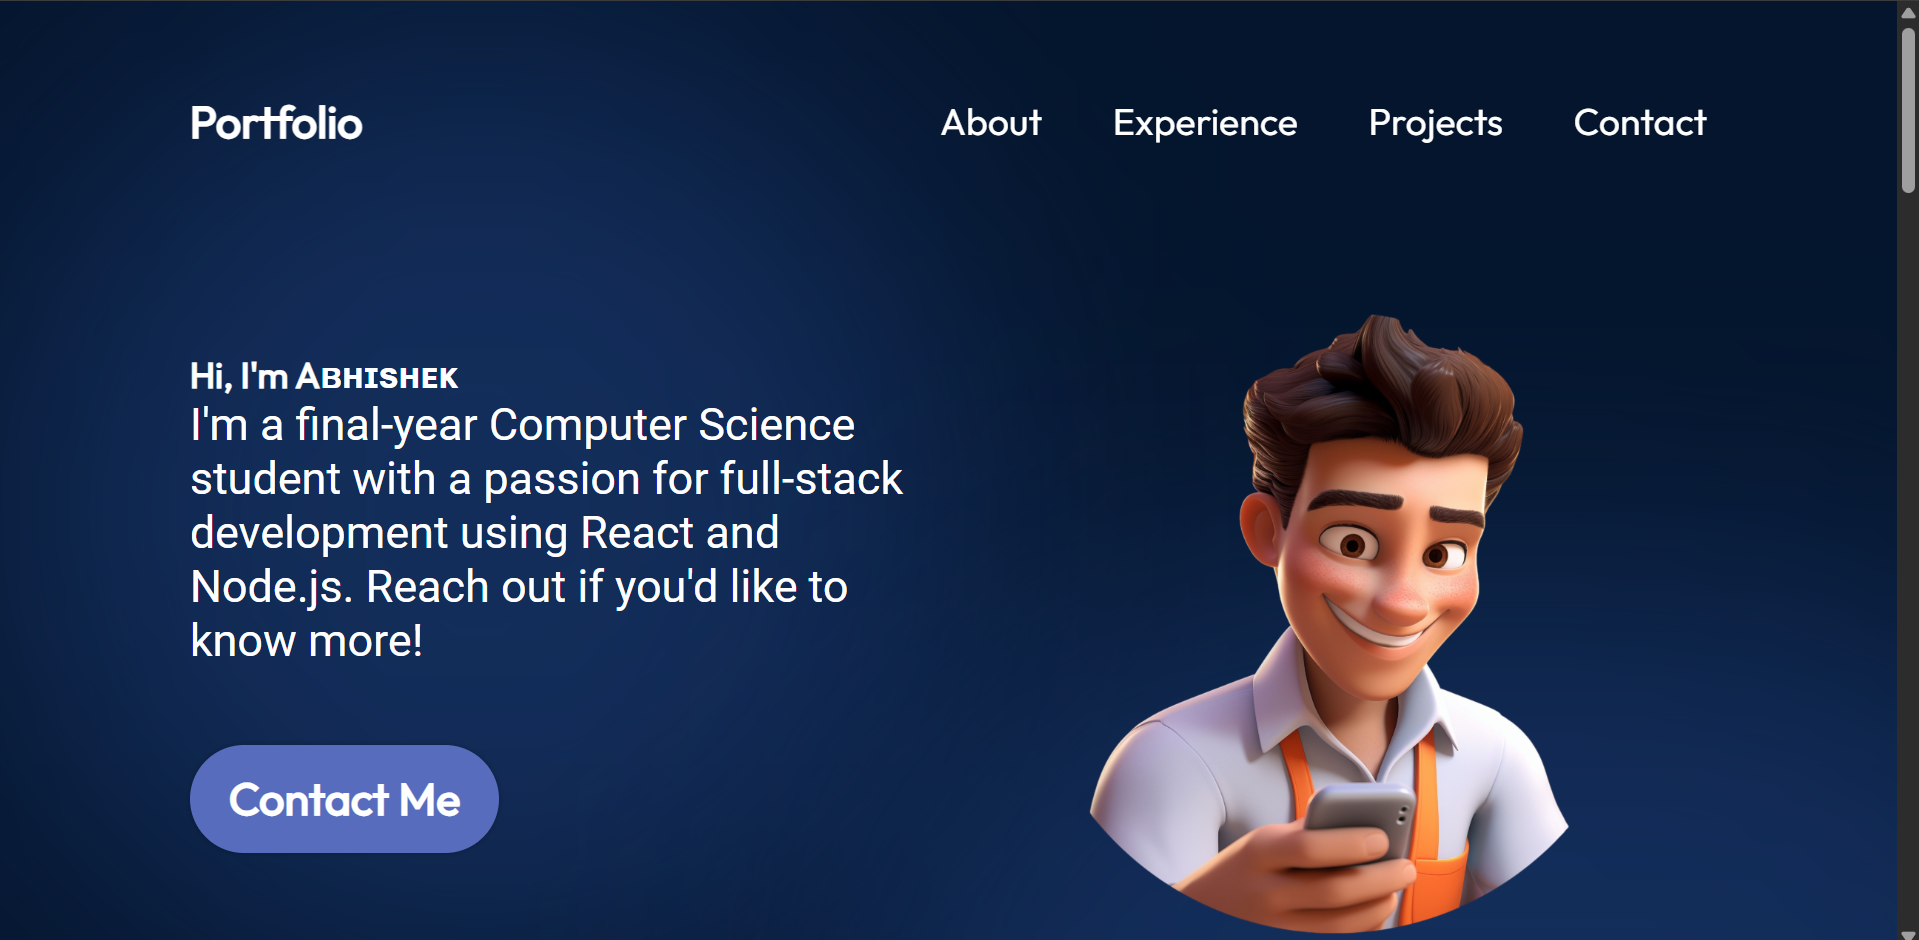 Portfolio
About Experience Projects Contact
Hi, I'm Aʙʜɪsʜᴇᴋ
I'm a final-year Computer Science
student with a passion for full-stack
development using React and
Node.js. Reach out if you'd like to
know more!
Contact Me